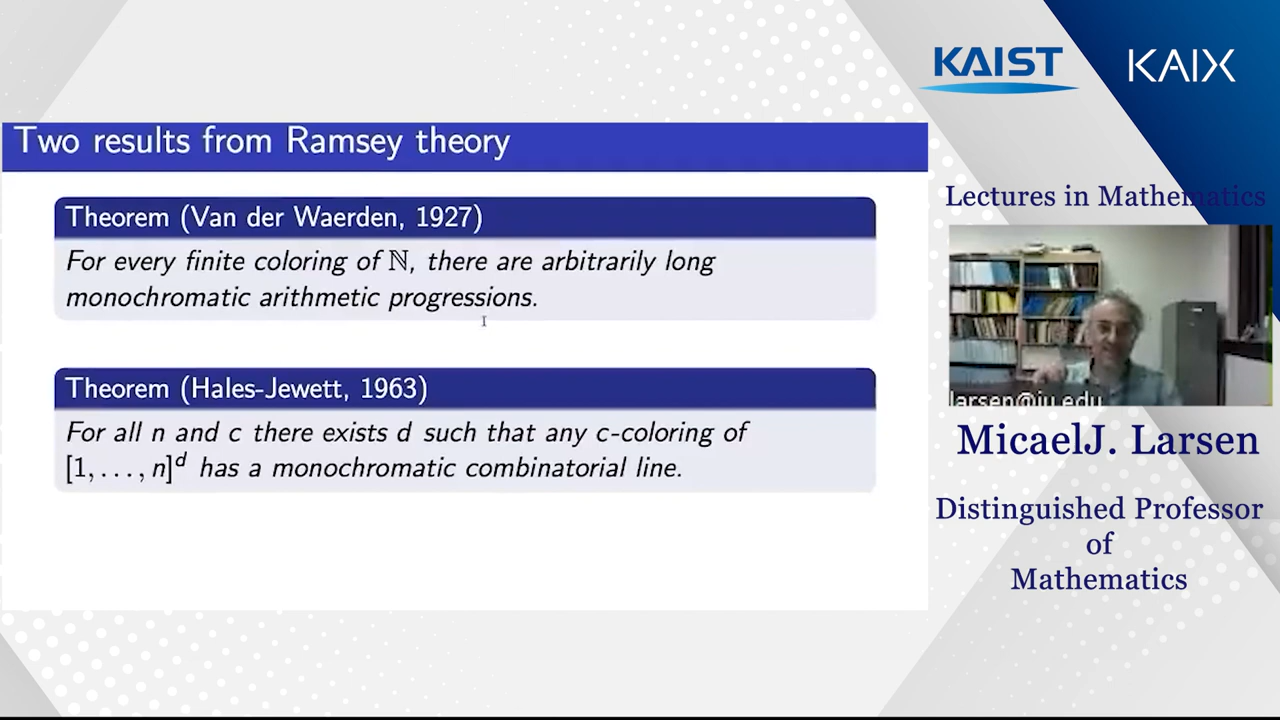 KAIST
KAIX
Two results from Ramsey theory
Theorem (Van der Waerden, 1927)
For every finite coloring of ℕ, there are arbitrarily long
monochromatic arithmetic progressions.
Theorem (Hales-Jewett, 1963)
For all n and c there exists d such that any c-coloring of
[1, . . . , n]^d has a monochromatic combinatorial line.
Lectures in Mathematics
larsen@iu.edu
MicaelJ. Larsen
Distinguished Professor
of
Mathematics